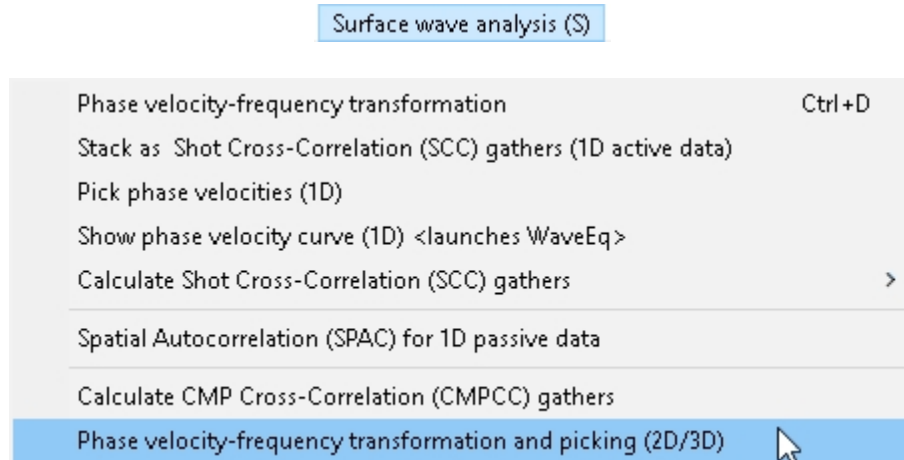 Surface wave analysis (S)
Phase velocity-frequency transformation Ctrl+D
Stack as Shot Cross-Correlation (SCC) gathers (1D active data)
Pick phase velocities (1D)
Show phase velocity curve (1D) <launches WaveEq>
Calculate Shot Cross-Correlation (SCC) gathers >
Spatial Autocorrelation (SPAC) for 1D passive data
Calculate CMP Cross-Correlation (CMPCC) gathers
Phase velocity-frequency transformation and picking (2D/3D)